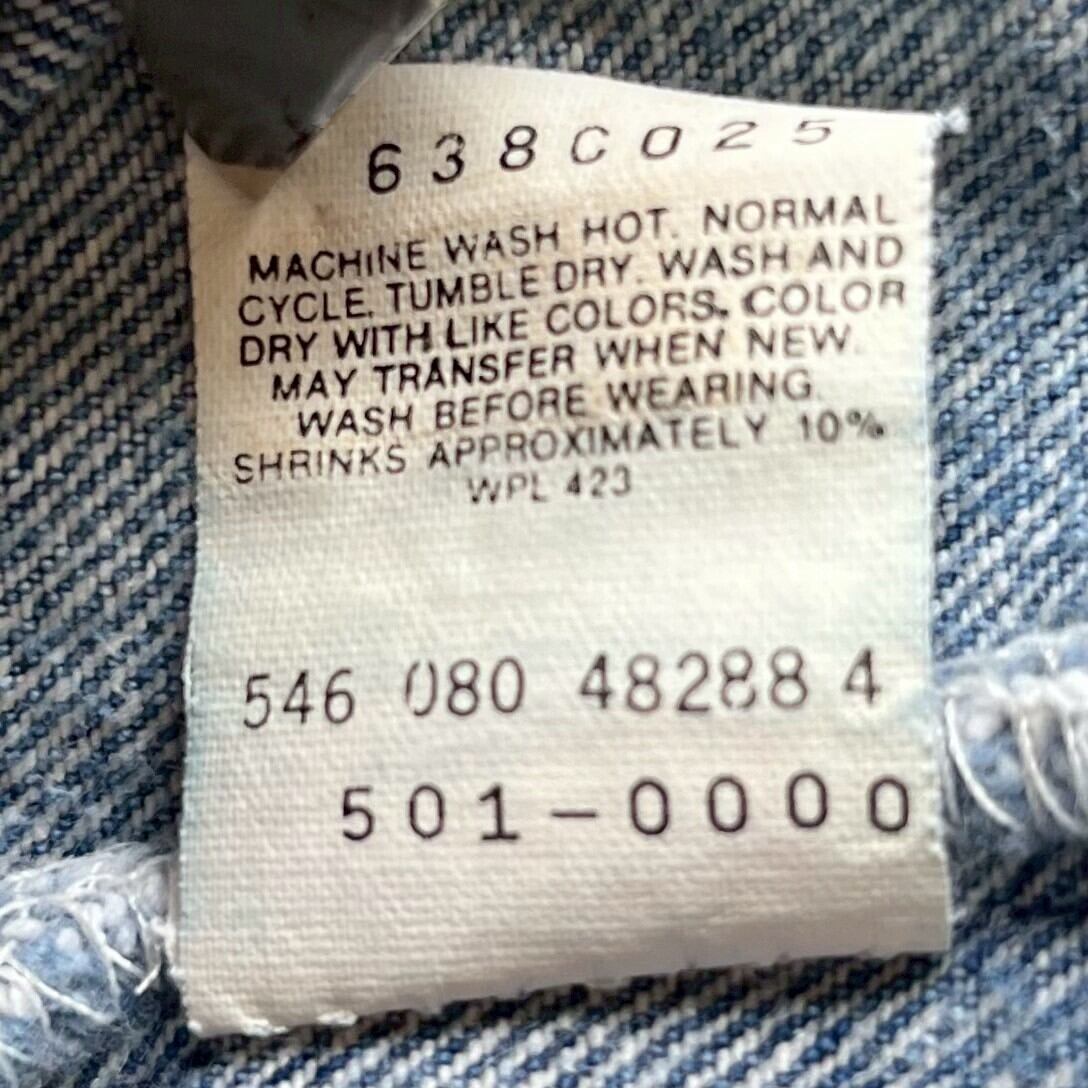 638C025
MACHINE WASH HOT. NORMAL
CYCLE. TUMBLE DRY. WASH AND
DRY WITH LIKE COLORS. COLOR
MAY TRANSFER WHEN NEW.
WASH BEFORE WEARING.
SHRINKS APPROXIMATELY 10%
WPL 423
546 080 48288 4
501-0000